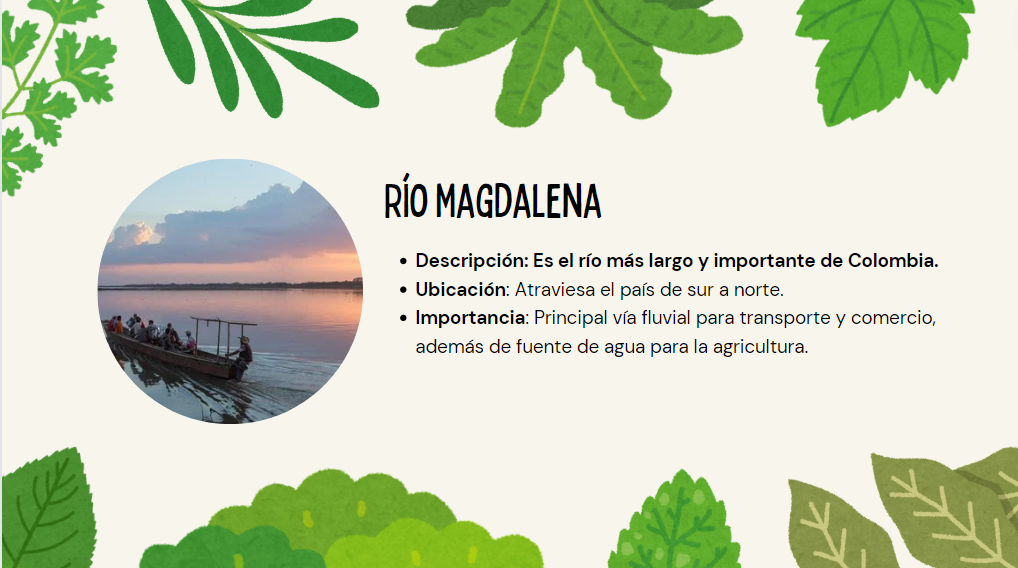 RÍO MAGDALENA
• Descripción: Es el río más largo y importante de Colombia.
• Ubicación: Atraviesa el país de sur a norte.
• Importancia: Principal vía fluvial para transporte y comercio,
además de fuente de agua para la agricultura.